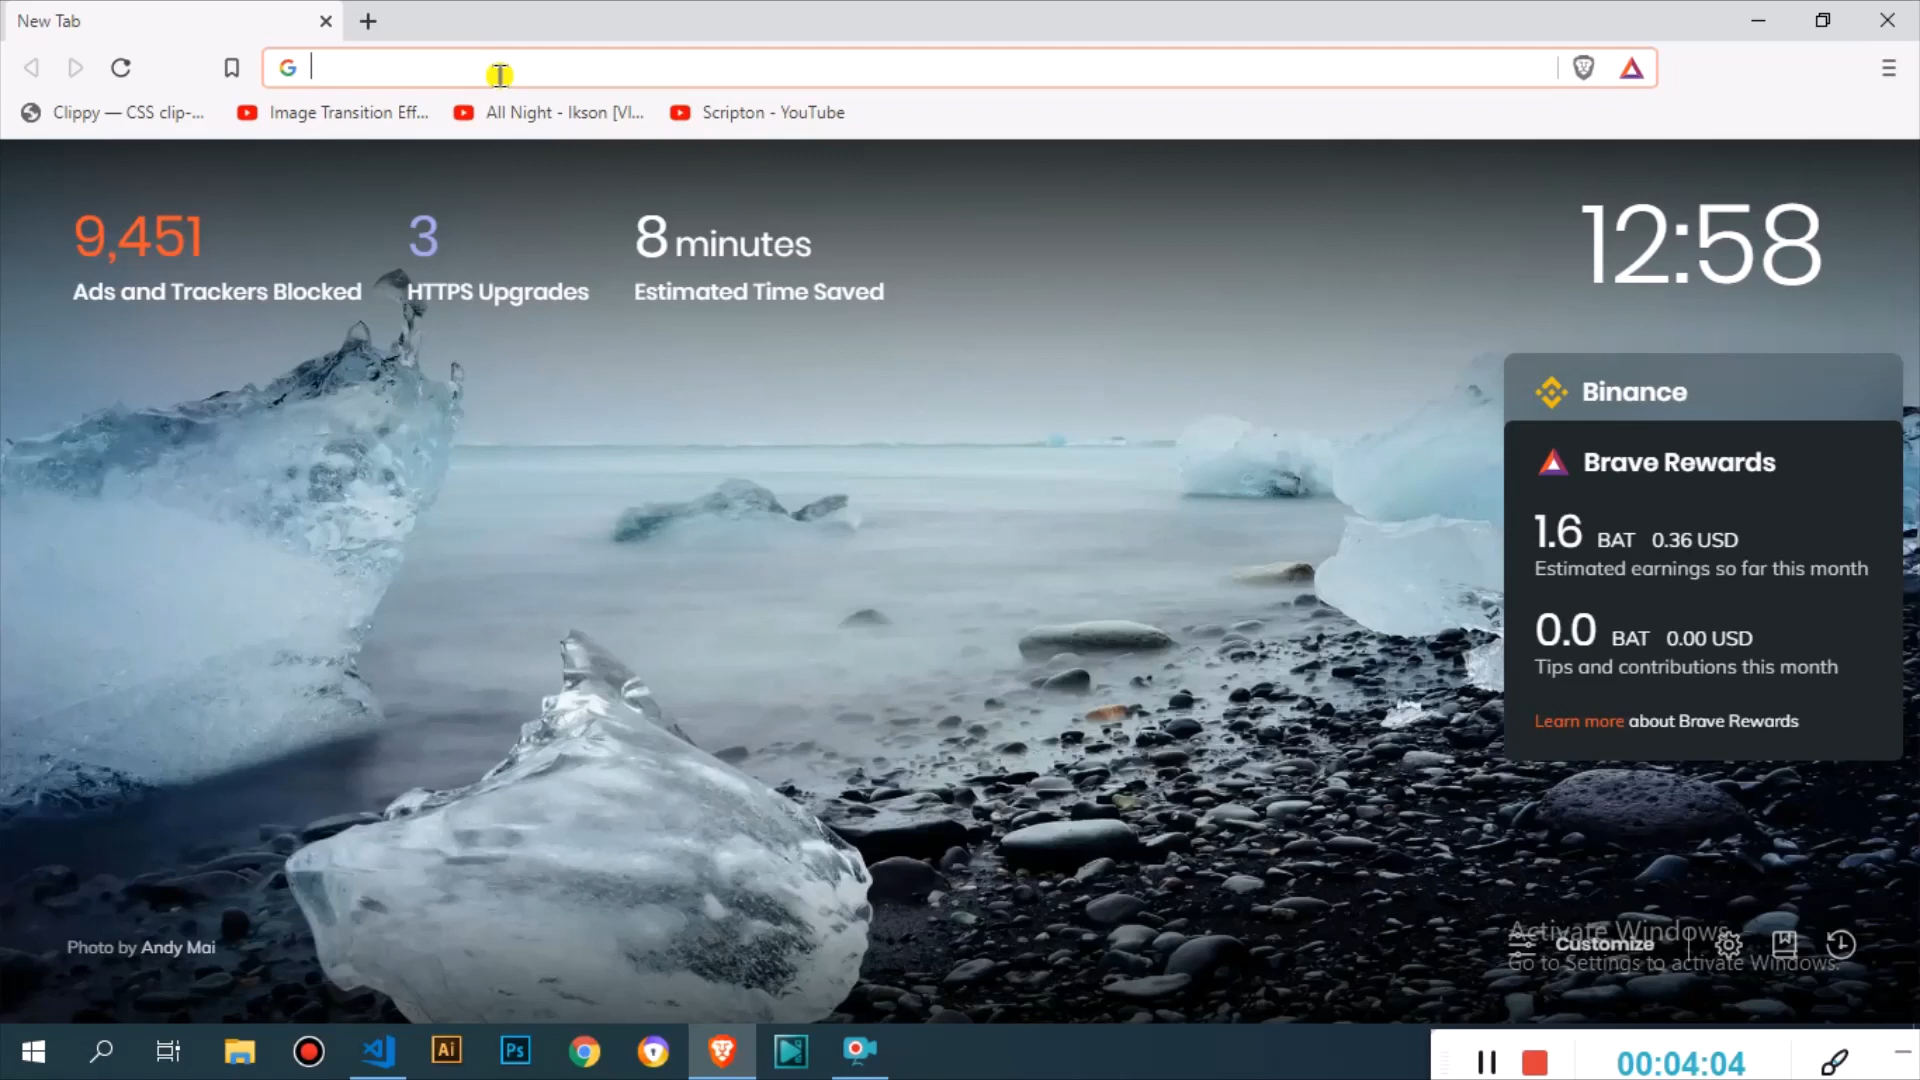 New Tab
Clippy — CSS clip-...
Image Transition Eff...
All Night - Ikson [Vl...
Scripton - YouTube
9,451
Ads and Trackers Blocked
3
HTTPS Upgrades
8 minutes
Estimated Time Saved
12:58
Binance
Brave Rewards
1.6 BAT 0.36 USD
Estimated earnings so far this month
0.0 BAT 0.00 USD
Tips and contributions this month
Learn more about Brave Rewards
Photo by Andy Mai
Activate Windows
Customize
Go to Settings to activate Windows.
Ai
Ps
00:04:04